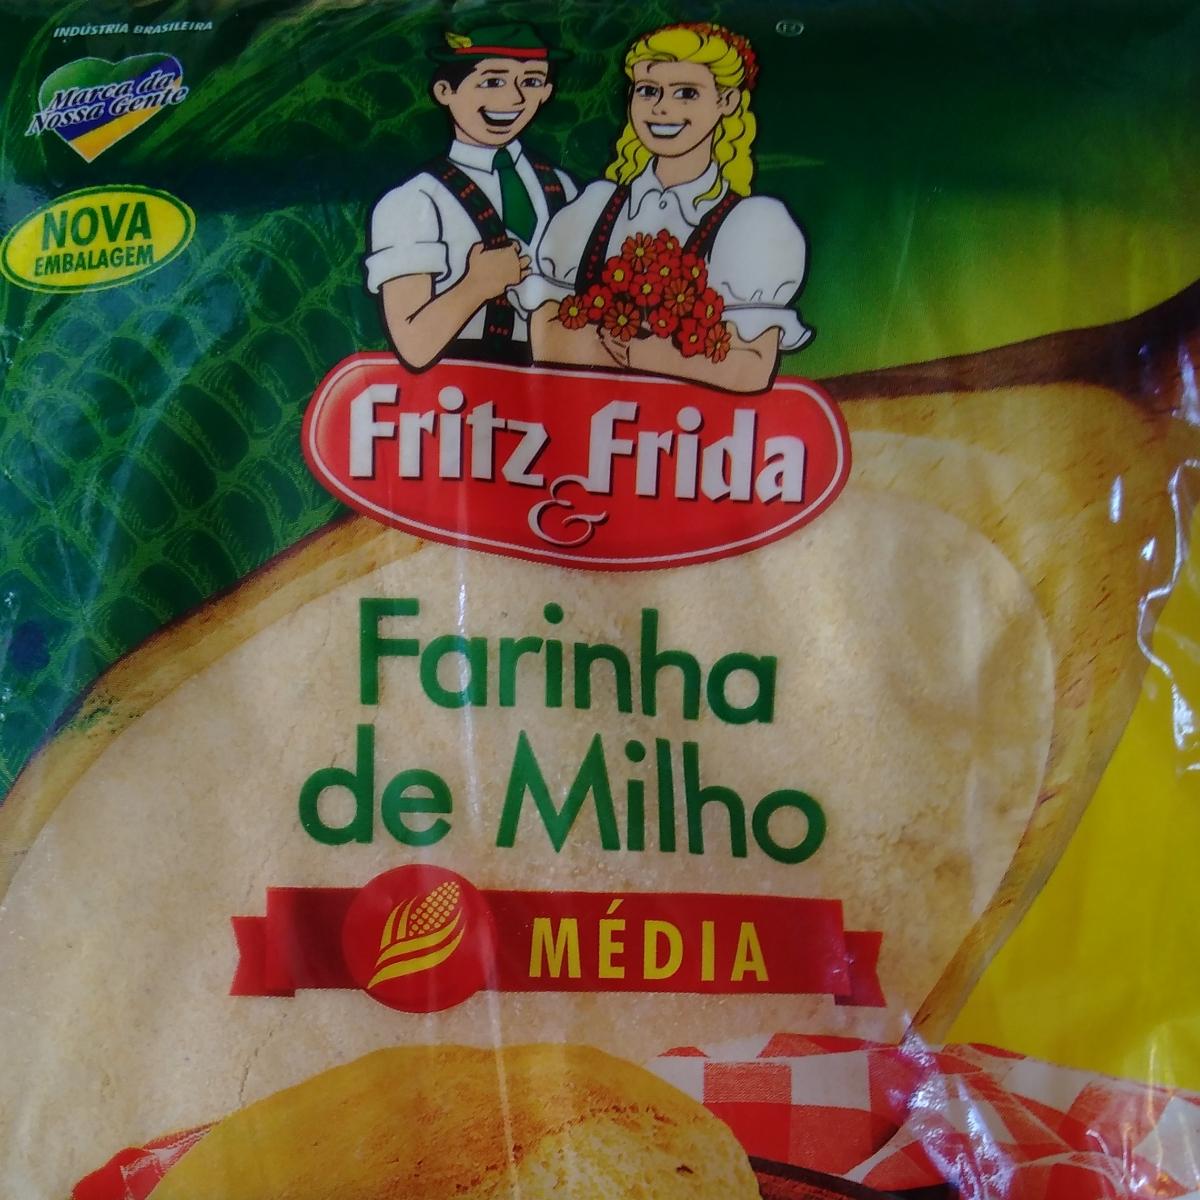 INDÚSTRIA BRASILEIRA
Marca da
Nossa Gente
NOVA
EMBALAGEM
Fritz & Frida
Farinha
de Milho
MÉDIA